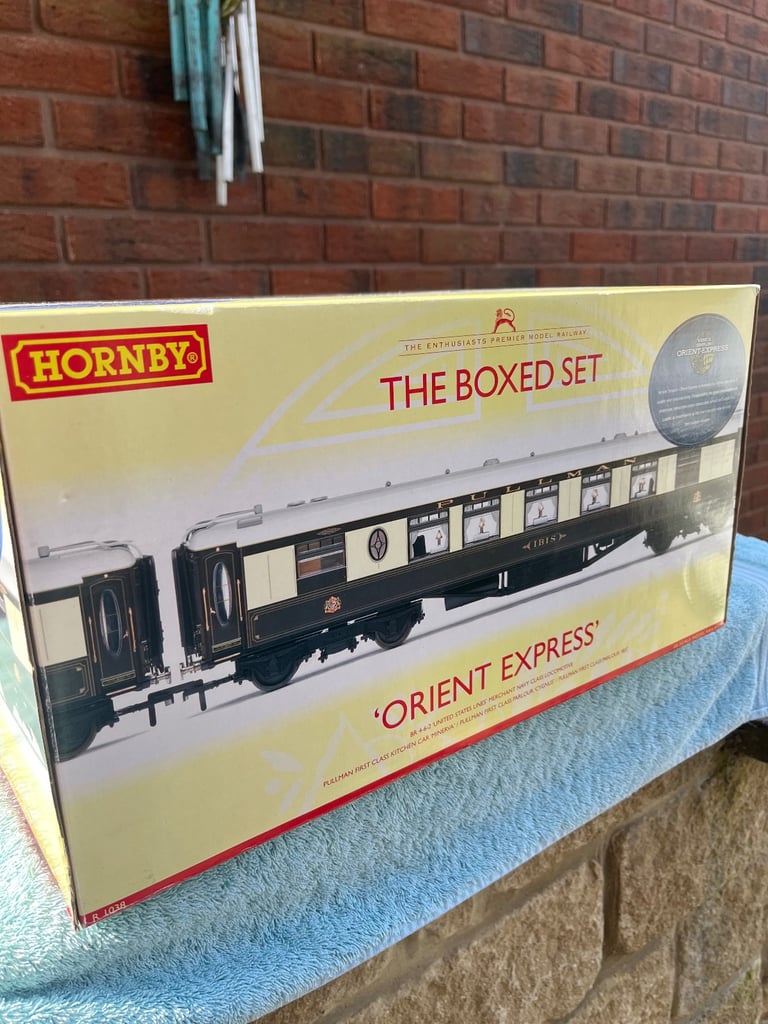 HORNBY®
THE ENTHUSIASTS PREMIER MODEL RAILWAY
THE BOXED SET
ORIENT-EXPRESS
PULLMAN
IBIS
'ORIENT EXPRESS'
BR 4-6-2 'UNITED STATES LINES' MERCHANT NAVY CLASS LOCOMOTIVE
PULLMAN FIRST CLASS KITCHEN CAR 'MINERVA' / PULLMAN FIRST CLASS PARLOUR 'CYGNUS' / PULLMAN FIRST CLASS PARLOUR 'IBIS'
R 1038